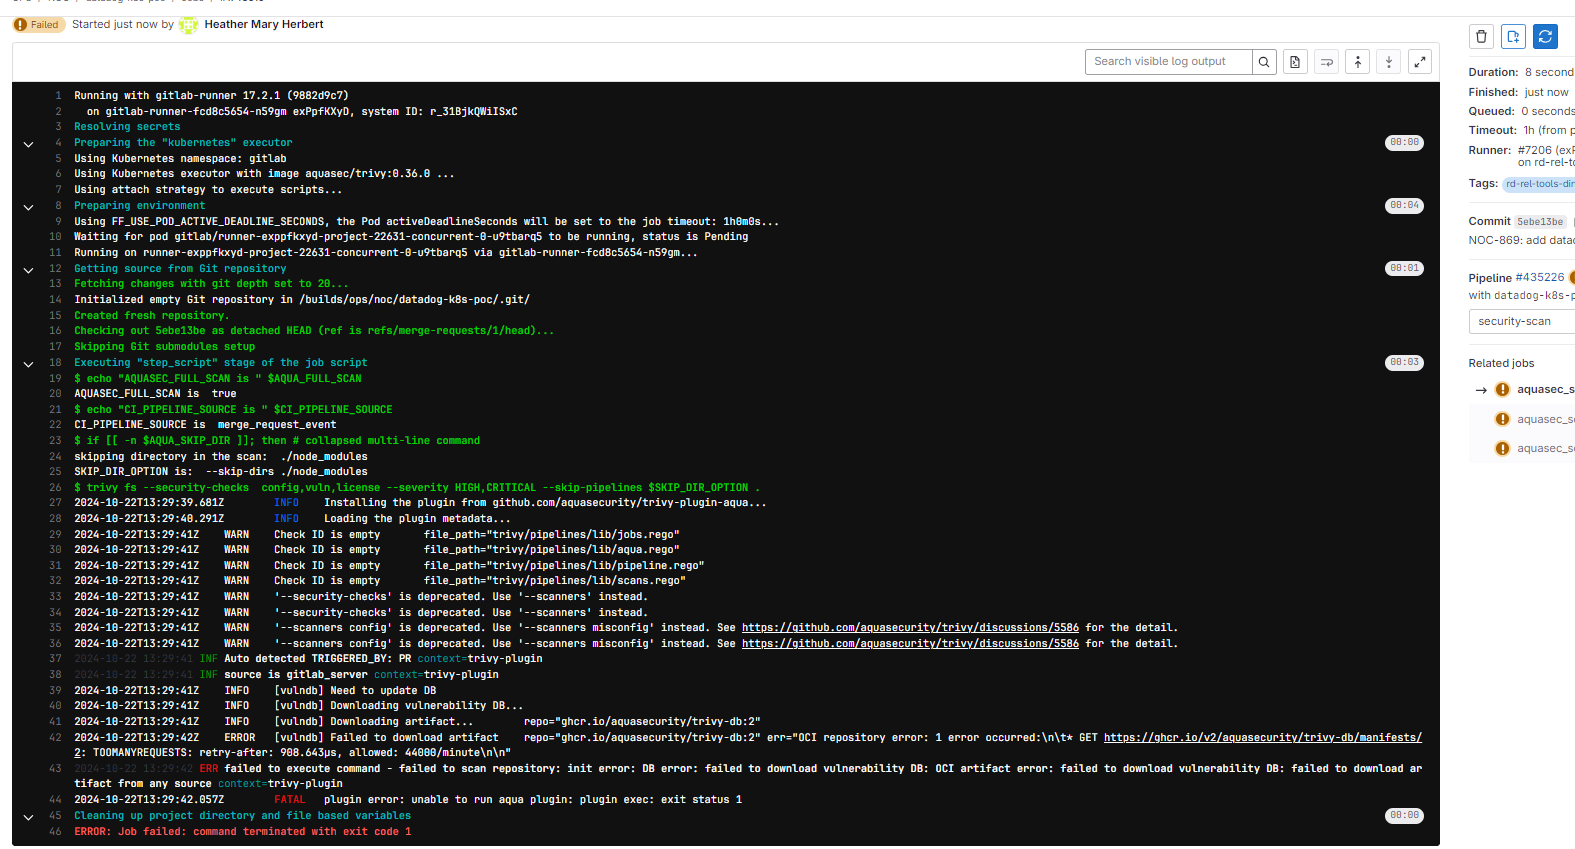 Failed Started just now by Heather Mary Herbert
Search visible log output
1 Running with gitlab-runner 17.2.1 (9882d9c7)
2 on gitlab-runner-fcd8c5654-n59gm exPpfKXyD, system ID: r_31BjkQWiISxC
3 Resolving secrets
4 Preparing the "kubernetes" executor 00:00
5 Using Kubernetes namespace: gitlab
6 Using Kubernetes executor with image aquasec/trivy:0.36.0 ...
7 Using attach strategy to execute scripts...
8 Preparing environment 00:04
9 Using FF_USE_POD_ACTIVE_DEADLINE_SECONDS, the Pod activeDeadlineSeconds will be set to the job timeout: 1h0m0s...
10 Waiting for pod gitlab/runner-exppfkxyd-project-22631-concurrent-0-u9tbarq5 to be running, status is Pending
11 Running on runner-exppfkxyd-project-22631-concurrent-0-u9tbarq5 via gitlab-runner-fcd8c5654-n59gm...
12 Getting source from Git repository 00:01
13 Fetching changes with git depth set to 20...
14 Initialized empty Git repository in /builds/ops/noc/datadog-k8s-poc/.git/
15 Created fresh repository.
16 Checking out 5ebe13be as detached HEAD (ref is refs/merge-requests/1/head)...
17 Skipping Git submodules setup
18 Executing "step_script" stage of the job script 00:03
19 $ echo "AQUASEC_FULL_SCAN is " $AQUA_FULL_SCAN
20 AQUASEC_FULL_SCAN is  true
21 $ echo "CI_PIPELINE_SOURCE is " $CI_PIPELINE_SOURCE
22 CI_PIPELINE_SOURCE is  merge_request_event
23 $ if [[ -n $AQUA_SKIP_DIR ]]; then # collapsed multi-line command
24 skipping directory in the scan:  ./node_modules
25 SKIP_DIR_OPTION is:  --skip-dirs ./node_modules
26 $ trivy fs --security-checks  config,vuln,license --severity HIGH,CRITICAL --skip-pipelines $SKIP_DIR_OPTION .
27 2024-10-22T13:29:39.681Z INFO Installing the plugin from github.com/aquasecurity/trivy-plugin-aqua...
28 2024-10-22T13:29:40.291Z INFO Loading the plugin metadata...
29 2024-10-22T13:29:41Z WARN Check ID is empty file_path="trivy/pipelines/lib/jobs.rego"
30 2024-10-22T13:29:41Z WARN Check ID is empty file_path="trivy/pipelines/lib/aqua.rego"
31 2024-10-22T13:29:41Z WARN Check ID is empty file_path="trivy/pipelines/lib/pipeline.rego"
32 2024-10-22T13:29:41Z WARN Check ID is empty file_path="trivy/pipelines/lib/scans.rego"
33 2024-10-22T13:29:41Z WARN '--security-checks' is deprecated. Use '--scanners' instead.
34 2024-10-22T13:29:41Z WARN '--security-checks' is deprecated. Use '--scanners' instead.
35 2024-10-22T13:29:41Z WARN '--scanners config' is deprecated. Use '--scanners misconfig' instead. See https://github.com/aquasecurity/trivy/discussions/5586 for the detail.
36 2024-10-22T13:29:41Z WARN '--scanners config' is deprecated. Use '--scanners misconfig' instead. See https://github.com/aquasecurity/trivy/discussions/5586 for the detail.
37 2024-10-22 13:29:41 INF Auto detected TRIGGERED_BY: PR context=trivy-plugin
38 2024-10-22 13:29:41 INF source is gitlab_server context=trivy-plugin
39 2024-10-22T13:29:41Z INFO [vulndb] Need to update DB
40 2024-10-22T13:29:41Z INFO [vulndb] Downloading vulnerability DB...
41 2024-10-22T13:29:41Z INFO [vulndb] Downloading artifact... repo="ghcr.io/aquasecurity/trivy-db:2"
42 2024-10-22T13:29:42Z ERROR [vulndb] Failed to download artifact repo="ghcr.io/aquasecurity/trivy-db:2" err="OCI repository error: 1 error occurred:\n\t* GET https://ghcr.io/v2/aquasecurity/trivy-db/manifests/
2: TOOMANYREQUESTS: retry-after: 908.643µs, allowed: 44000/minute\n\n"
43 2024-10-22 13:29:42 ERR failed to execute command - failed to scan repository: init error: DB error: failed to download vulnerability DB: OCI artifact error: failed to download vulnerability DB: failed to download ar
tifact from any source context=trivy-plugin
44 2024-10-22T13:29:42.057Z FATAL plugin error: unable to run aqua plugin: plugin exec: exit status 1
45 Cleaning up project directory and file based variables 00:00
46 ERROR: Job failed: command terminated with exit code 1
Duration: 8 second
Finished: just now
Queued: 0 seconds
Timeout: 1h (from p
Runner: #7206 (exP
on rd-rel-to
Tags: rd-rel-tools-dir
Commit 5ebe13be
NOC-869: add datad
Pipeline #435226
with datadog-k8s-p
security-scan
Related jobs
aquasec_s
aquasec_sc
aquasec_sc